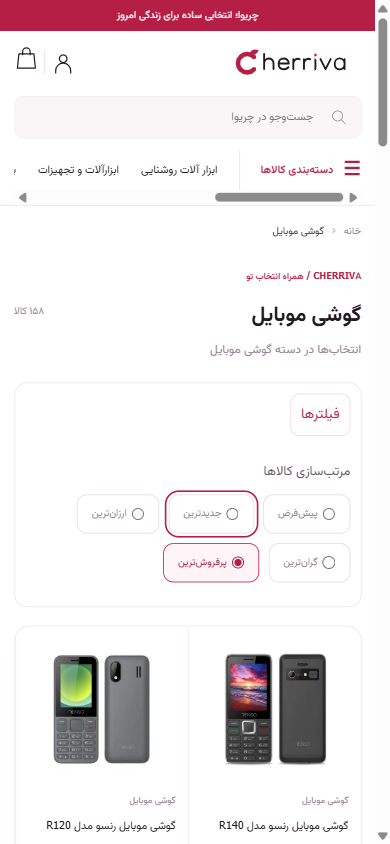 چریوا؛ انتخابی ساده برای زندگی امروز
Cherriva
جست‌وجو در چریوا
دسته‌بندی کالاها
ابزار آلات روشنایی
ابزارآلات و تجهیزات
خانه
گوشی موبایل
CHERRIVA / همراه انتخاب تو
گوشی موبایل
۱۵۸ کالا
انتخاب‌ها در دسته گوشی موبایل
فیلترها
مرتب‌سازی کالاها
پیش‌فرض
جدیدترین
ارزان‌ترین
گران‌ترین
پرفروش‌ترین
گوشی موبایل
گوشی موبایل
گوشی موبایل رنسو مدل R140
گوشی موبایل رنسو مدل R120